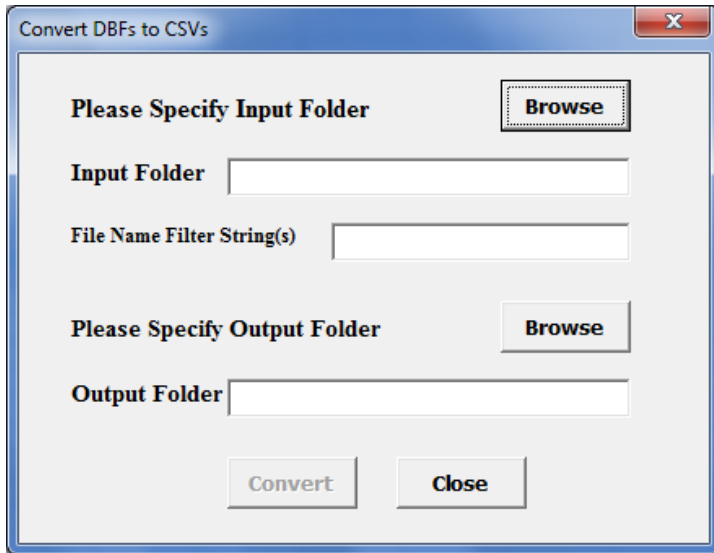 Convert DBFs to CSVs
X
Please Specify Input Folder Browse
Input Folder
File Name Filter String(s)
Please Specify Output Folder Browse
Output Folder
Convert Close